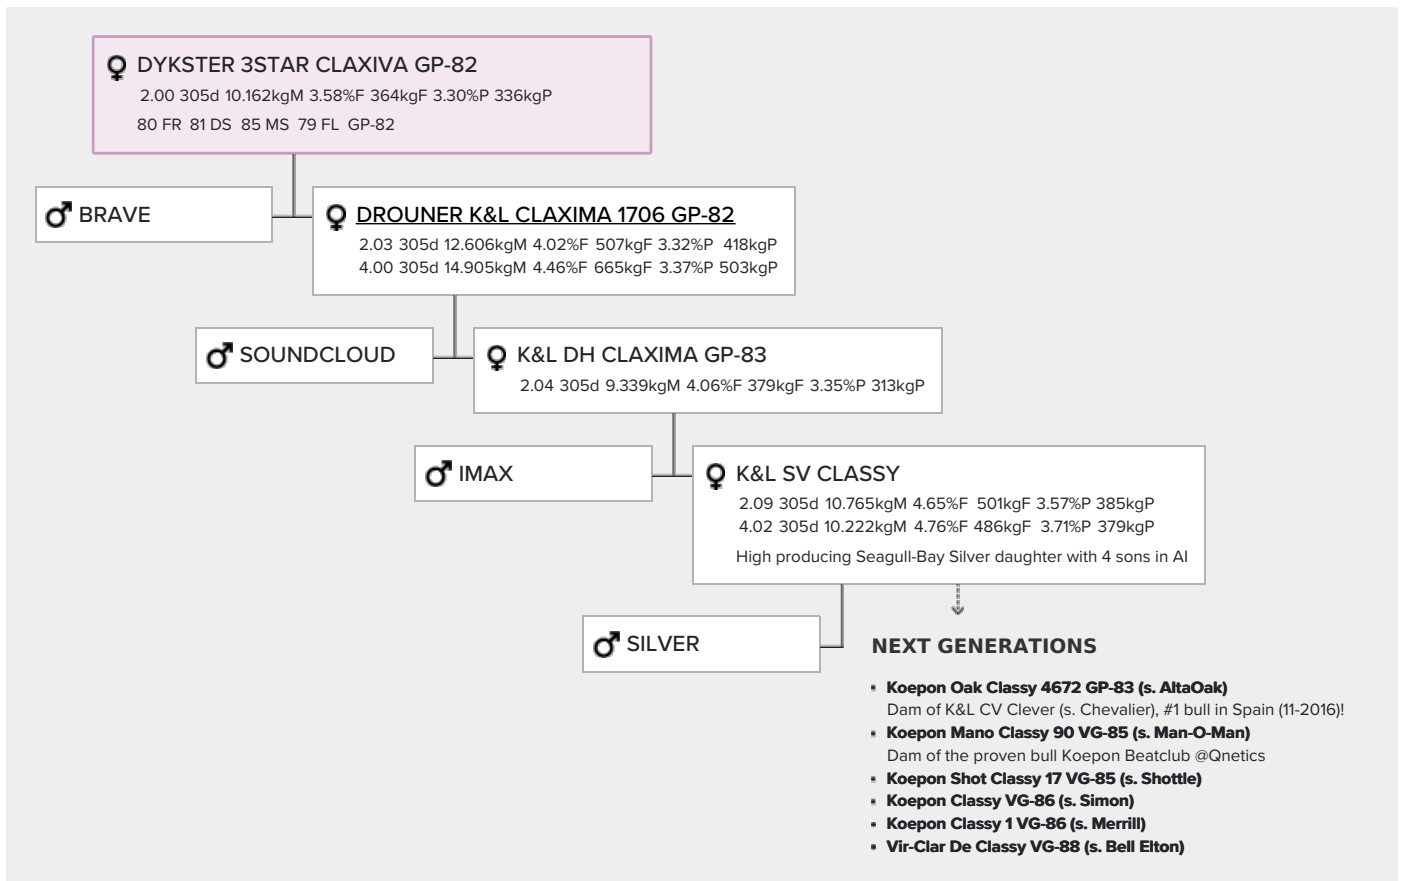 DYKSTER 3STAR CLAXIVA GP-82
2.00 305d 10.162kgM 3.58%F 364kgF 3.30%P 336kgP
80 FR 81 DS 85 MS 79 FL GP-82
BRAVE
DROUNER K&L CLAXIMA 1706 GP-82
2.03 305d 12.606kgM 4.02%F 507kgF 3.32%P 418kgP
4.00 305d 14.905kgM 4.46%F 665kgF 3.37%P 503kgP
SOUNDCLOUD
K&L DH CLAXIMA GP-83
2.04 305d 9.339kgM 4.06%F 379kgF 3.35%P 313kgP
IMAX
K&L SV CLASSY
2.09 305d 10.765kgM 4.65%F 501kgF 3.57%P 385kgP
4.02 305d 10.222kgM 4.76%F 486kgF 3.71%P 379kgP
High producing Seagull-Bay Silver daughter with 4 sons in AI
SILVER
NEXT GENERATIONS
Koepon Oak Classy 4672 GP-83 (s. AltaOak)
Dam of K&L CV Clever (s. Chevalier), #1 bull in Spain (11-2016)!
Koepon Mano Classy 90 VG-85 (s. Man-O-Man)
Dam of the proven bull Koepon Beatclub @Qnetics
Koepon Shot Classy 17 VG-85 (s. Shottle)
Koepon Classy VG-86 (s. Simon)
Koepon Classy 1 VG-86 (s. Merrill)
Vir-Clar De Classy VG-88 (s. Bell Elton)